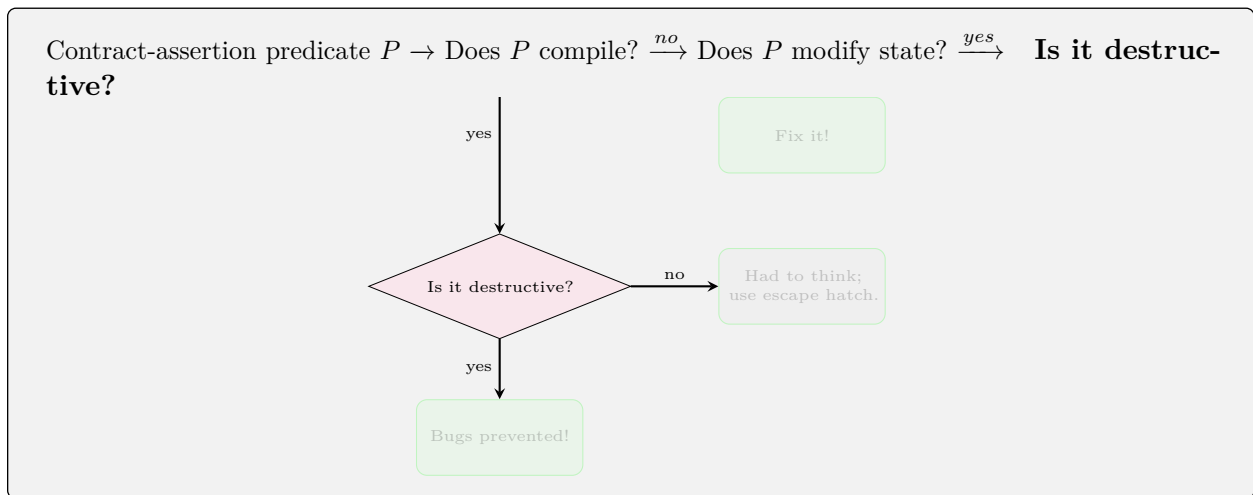 Contract-assertion predicate P → Does P compile? —no→ Does P modify state? —yes→ Is it destruc-
tive?
yes
Fix it!
Is it destructive?
no
Had to think;
use escape hatch.
yes
Bugs prevented!